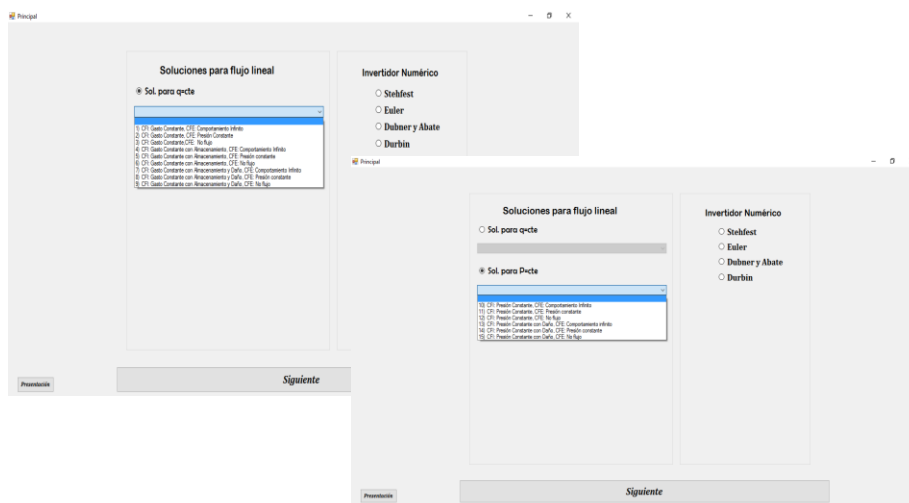 Principal
Soluciones para flujo lineal
Sol. para q=cte
1) CFI: Gasto Constante, CFE: Comportamiento Infinito
2) CFI: Gasto Constante, CFE: Presión Constante
3) CFI: Gasto Constante,CFE: No flujo
4) CFI: Gasto Constante con Almacenamiento, CFE: Comportamiento Infinito
5) CFI: Gasto Constante con Almacenamiento, CFE: Presión constante
6) CFI: Gasto Constante con Almacenamiento, CFE: No flujo
7) CFI: Gasto Constante con Almacenamiento y Daño, CFE: Comportamiento Infinito
8) CFI: Gasto Constante con Almacenamiento y Daño, CFE: Presión constante
9) CFI: Gasto Constante con Almacenamiento y Daño, CFE: No flujo
Invertidor Numérico
Stehfest
Euler
Dubner y Abate
Durbin
Presentación
Siguiente
Principal
Soluciones para flujo lineal
Sol. para q=cte
Sol. para P=cte
10) CFI: Presión Constante, CFE: Comportamiento Infinito
11) CFI: Presión Constante, CFE: Presión constante
12) CFI: Presión Constante, CFE: No flujo
13) CFI: Presión Constante con Daño, CFE: Comportamiento infinito
14) CFI: Presión Constante con Daño, CFE: Presión constante
15) CFI: Presión Constante con Daño, CFE: No flujo
Invertidor Numérico
Stehfest
Euler
Dubner y Abate
Durbin
Presentación
Siguiente